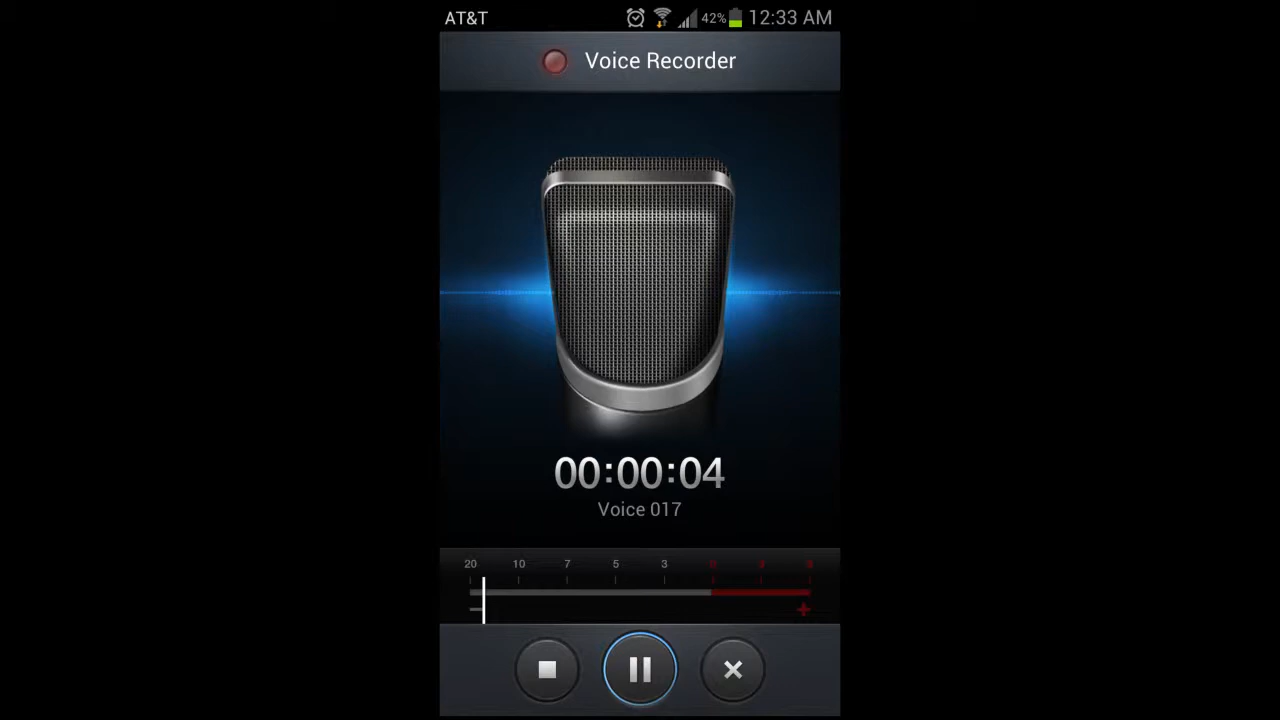 AT&T 42% 12:33 AM
Voice Recorder
00:00:04
Voice 017
20 10 7 5 3